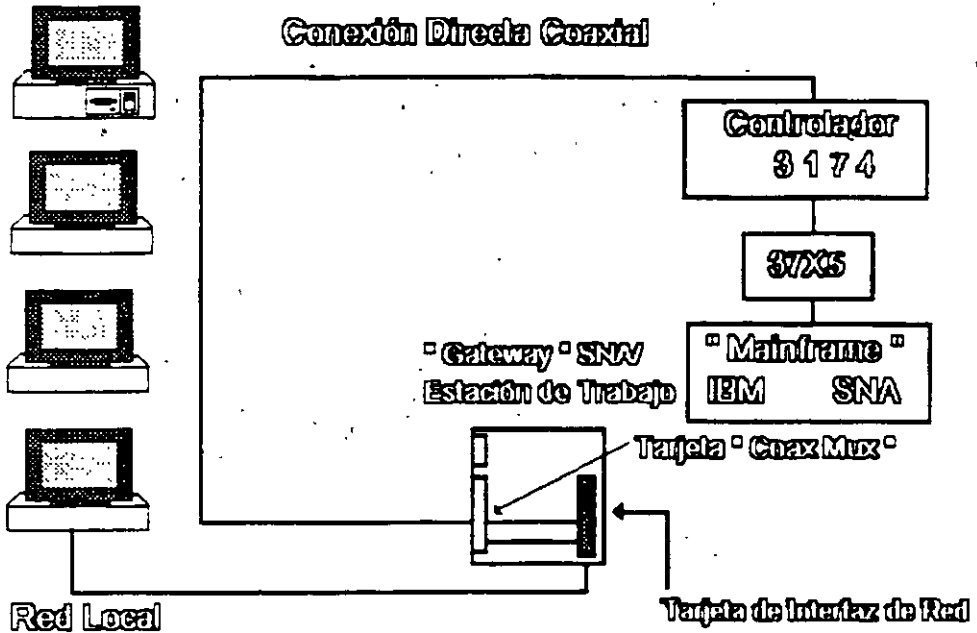 Conexión Directa Coaxial
Controlador
3174
37X5
" Mainframe "
IBM SNA
" Gateway " SNA/
Estación de Trabajo
Tarjeta " Coax Mux "
Red Local
Tarjeta de Interfaz de Red